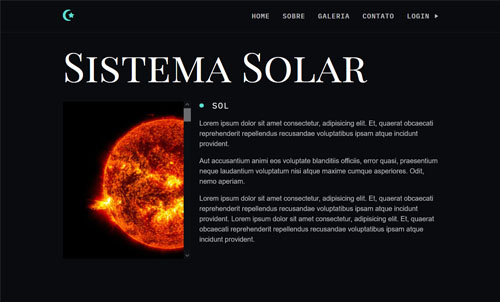 HOME SOBRE GALERIA CONTATO LOGIN
SISTEMA SOLAR
SOL
Lorem ipsum dolor sit amet consectetur, adipisicing elit. Et, quaerat obcaecati
reprehenderit repellendus recusandae voluptatibus ipsam atque incidunt
provident.
Aut accusantium animi eos voluptate blanditiis officiis, error quasi, praesentium
neque laudantium voluptatum nisi atque maxime cumque asperiores. Odit,
nemo aperiam.
Lorem ipsum dolor sit amet consectetur, adipisicing elit. Et, quaerat obcaecati
reprehenderit repellendus recusandae voluptatibus ipsam atque incidunt
provident. Lorem ipsum dolor sit amet consectetur, adipisicing elit. Et, quaerat
obcaecati reprehenderit repellendus recusandae voluptatibus ipsam atque
incidunt provident.